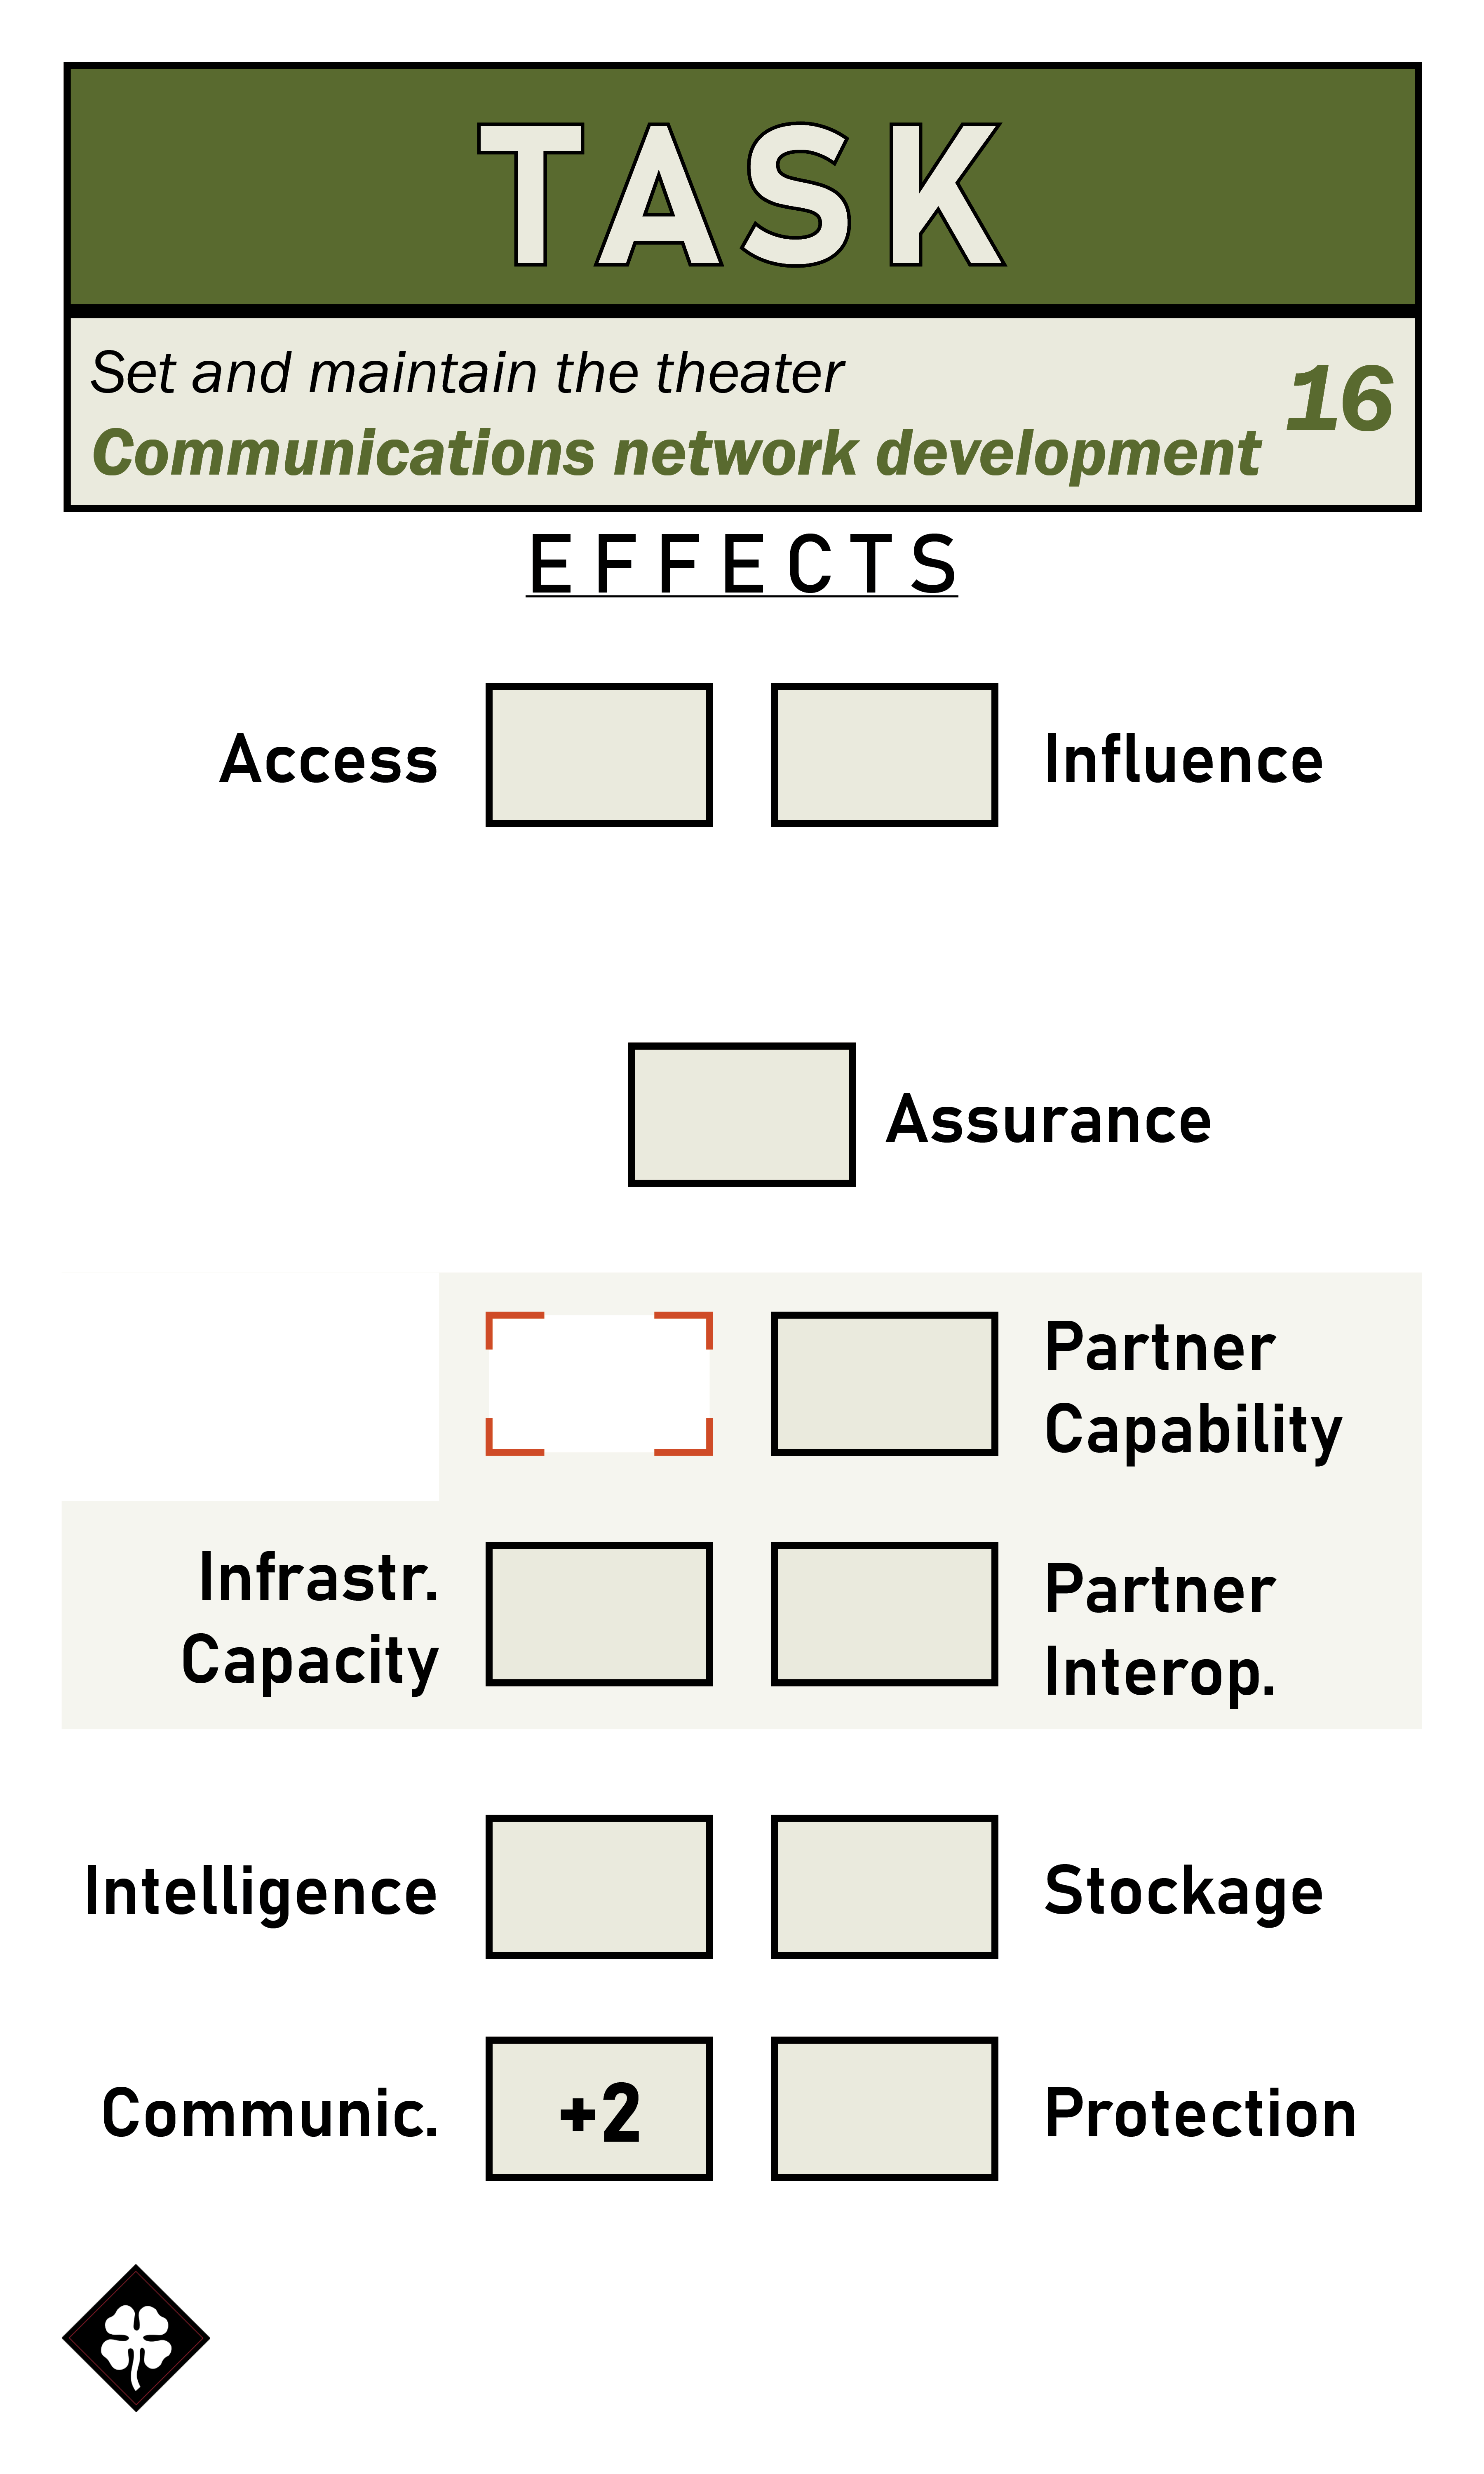 TASK
Set and maintain the theater
16
Communications network development
EFFECTS
Access
Influence
Assurance
Partner
Capability
Infrastr.
Capacity
Partner
Interop.
Intelligence
Stockage
Communic.
+2
Protection